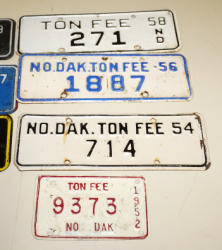 TON FEE 58
271 ND
NO. DAK. TON FEE - 56
1887
NO. DAK. TON FEE 54
714
TON FEE
9373
NO DAK
1952